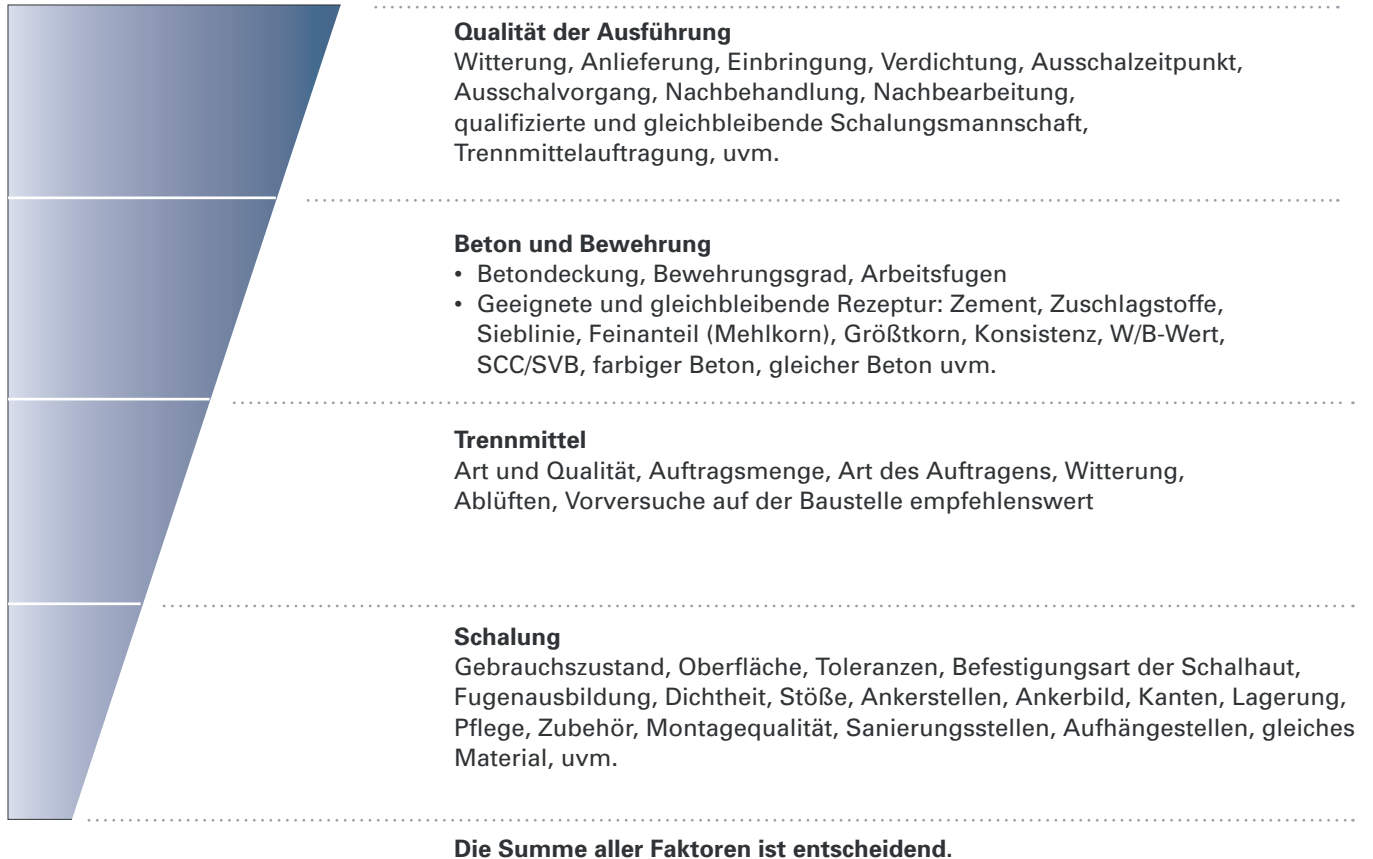 Qualität der Ausführung
Witterung, Anlieferung, Einbringung, Verdichtung, Ausschalzeitpunkt,
Ausschalvorgang, Nachbehandlung, Nachbearbeitung,
qualifizierte und gleichbleibende Schalungsmannschaft,
Trennmittelauftragung, uvm.
Beton und Bewehrung
• Betondeckung, Bewehrungsgrad, Arbeitsfugen
• Geeignete und gleichbleibende Rezeptur: Zement, Zuschlagstoffe,
Sieblinie, Feinanteil (Mehlkorn), Größtkorn, Konsistenz, W/B-Wert,
SCC/SVB, farbiger Beton, gleicher Beton uvm.
Trennmittel
Art und Qualität, Auftragsmenge, Art des Auftragens, Witterung,
Ablüften, Vorversuche auf der Baustelle empfehlenswert
Schalung
Gebrauchszustand, Oberfläche, Toleranzen, Befestigungsart der Schalhaut,
Fugenausbildung, Dichtheit, Stöße, Ankerstellen, Ankerbild, Kanten, Lagerung,
Pflege, Zubehör, Montagequalität, Sanierungsstellen, Aufhängestellen, gleiches
Material, uvm.
Die Summe aller Faktoren ist entscheidend.